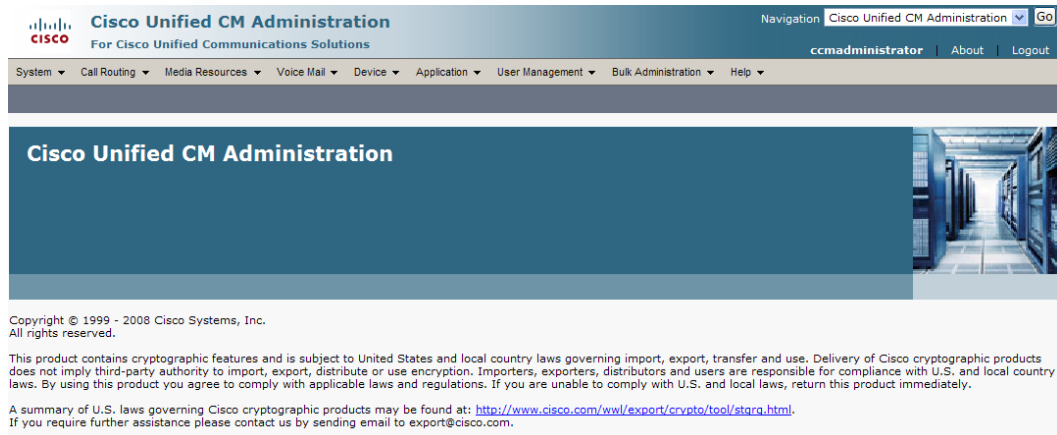 cisco
Cisco Unified CM Administration
For Cisco Unified Communications Solutions
Navigation Cisco Unified CM Administration Go
ccmadministrator | About | Logout
System Call Routing Media Resources Voice Mail Device Application User Management Bulk Administration Help
Cisco Unified CM Administration
Copyright © 1999 - 2008 Cisco Systems, Inc.
All rights reserved.
This product contains cryptographic features and is subject to United States and local country laws governing import, export, transfer and use. Delivery of Cisco cryptographic products
does not imply third-party authority to import, export, distribute or use encryption. Importers, exporters, distributors and users are responsible for compliance with U.S. and local country
laws. By using this product you agree to comply with applicable laws and regulations. If you are unable to comply with U.S. and local laws, return this product immediately.
A summary of U.S. laws governing Cisco cryptographic products may be found at: http://www.cisco.com/wwl/export/crypto/tool/stqrg.html.
If you require further assistance please contact us by sending email to export@cisco.com.